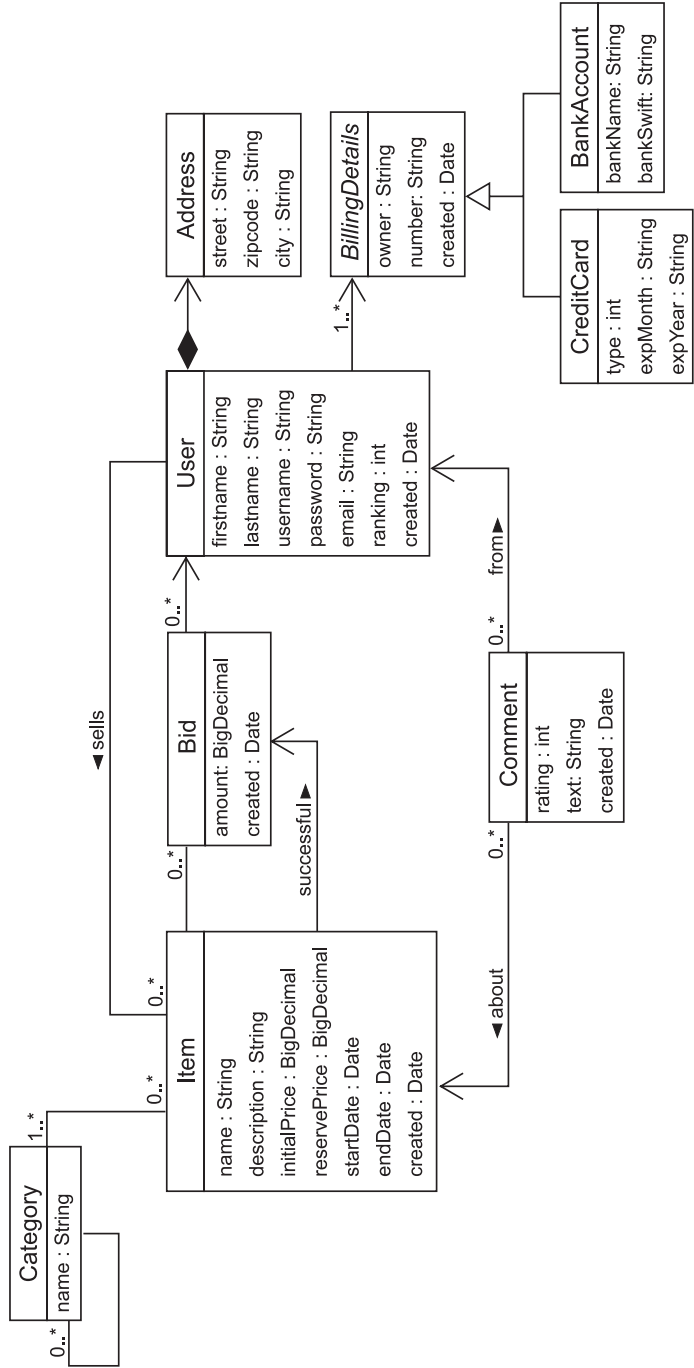 Category
name : String
0..*
1..*
0..*
0..*
sells
Item
name : String
description : String
initialPrice : BigDecimal
reservePrice : BigDecimal
startDate : Date
endDate : Date
created : Date
0..*
successful
Bid
amount: BigDecimal
created : Date
0..*
User
firstname : String
lastname : String
username : String
password : String
email : String
ranking : int
created : Date
Address
street : String
zipcode : String
city : String
1..*
BillingDetails
owner : String
number: String
created : Date
about
0..*
Comment
rating : int
text: String
created : Date
0..*
from
CreditCard
type : int
expMonth : String
expYear : String
BankAccount
bankName: String
bankSwift: String